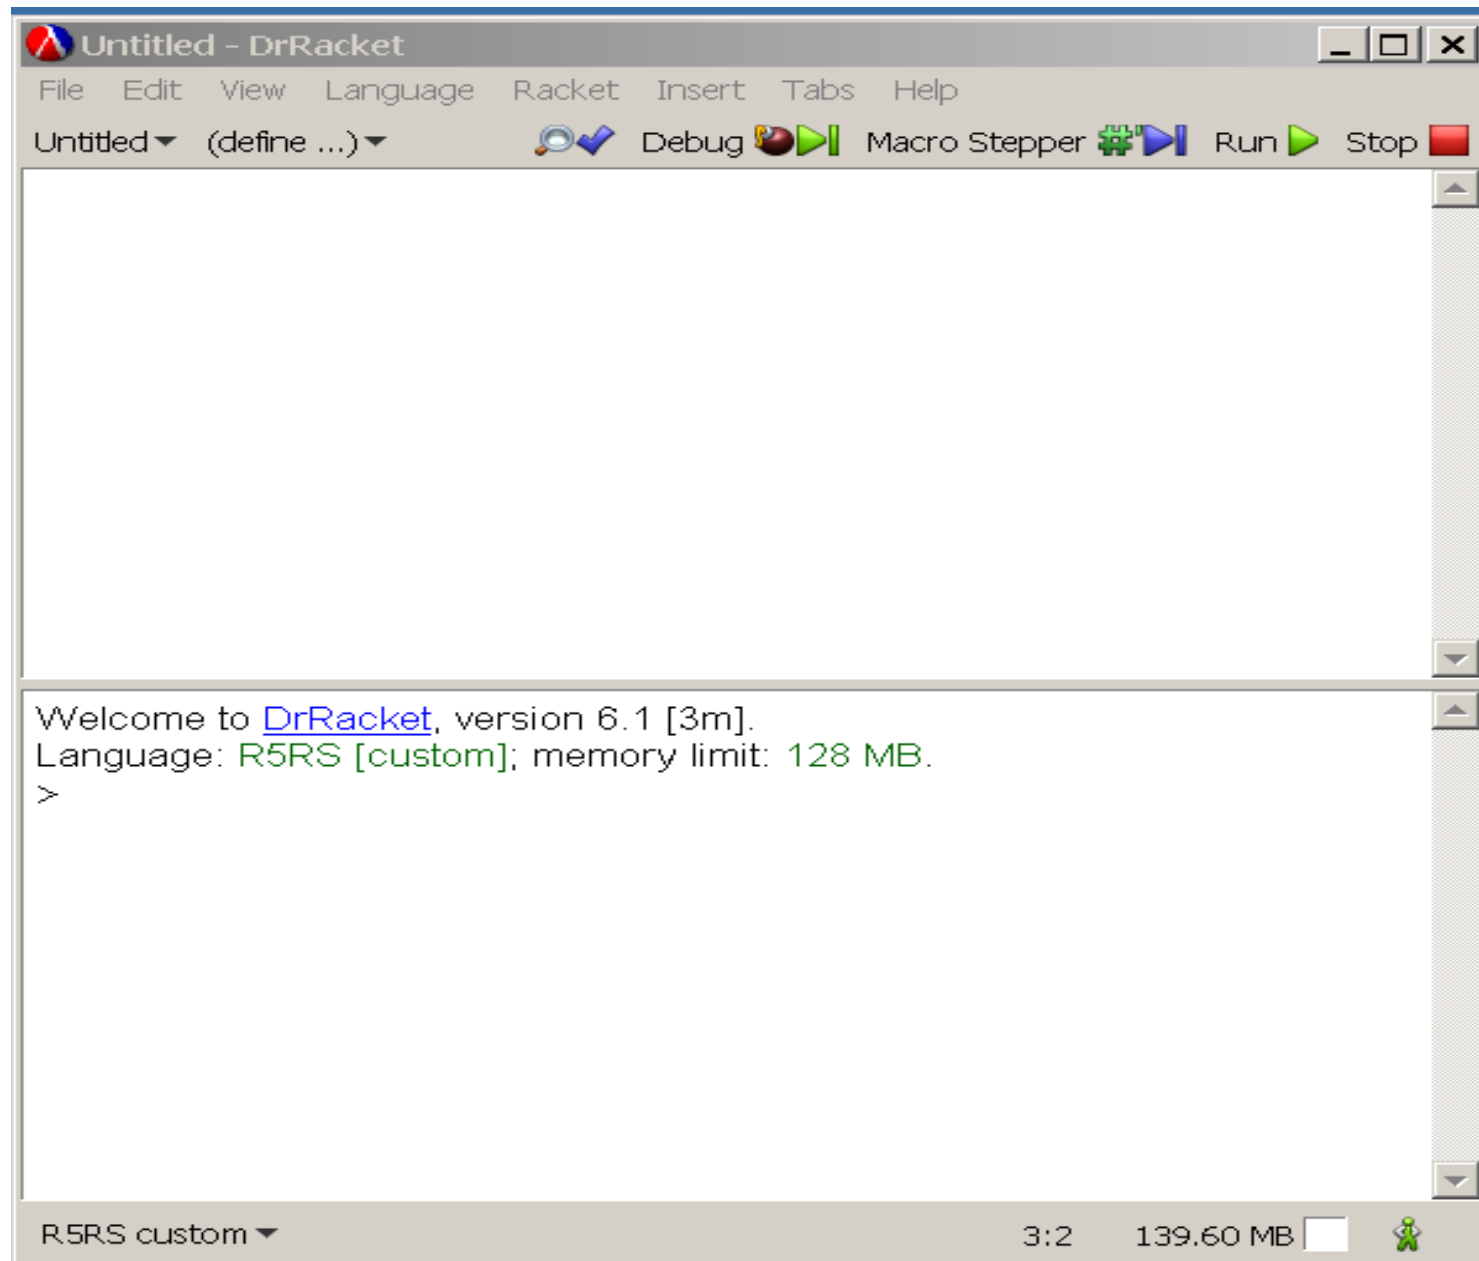 Untitled - DrRacket
File Edit View Language Racket Insert Tabs Help
Untitled (define ...) Debug Macro Stepper Run Stop
Welcome to DrRacket, version 6.1 [3m].
Language: R5RS [custom]; memory limit: 128 MB.
>
R5RS custom 3:2 139.60 MB